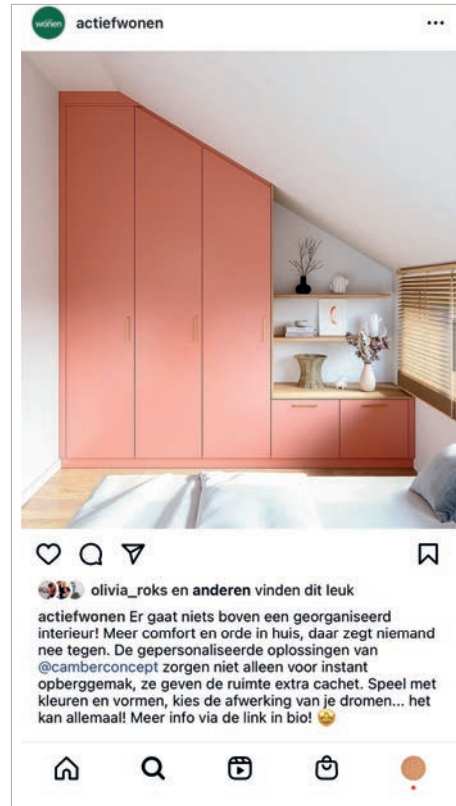 wonen
actiefwonen
olivia_roks en anderen vinden dit leuk
actiefwonen Er gaat niets boven een georganiseerd
interieur! Meer comfort en orde in huis, daar zegt niemand
nee tegen. De gepersonaliseerde oplossingen van
@camberconcept zorgen niet alleen voor instant
opberggemak, ze geven de ruimte extra cachet. Speel met
kleuren en vormen, kies de afwerking van je dromen... het
kan allemaal! Meer info via de link in bio! 🤩